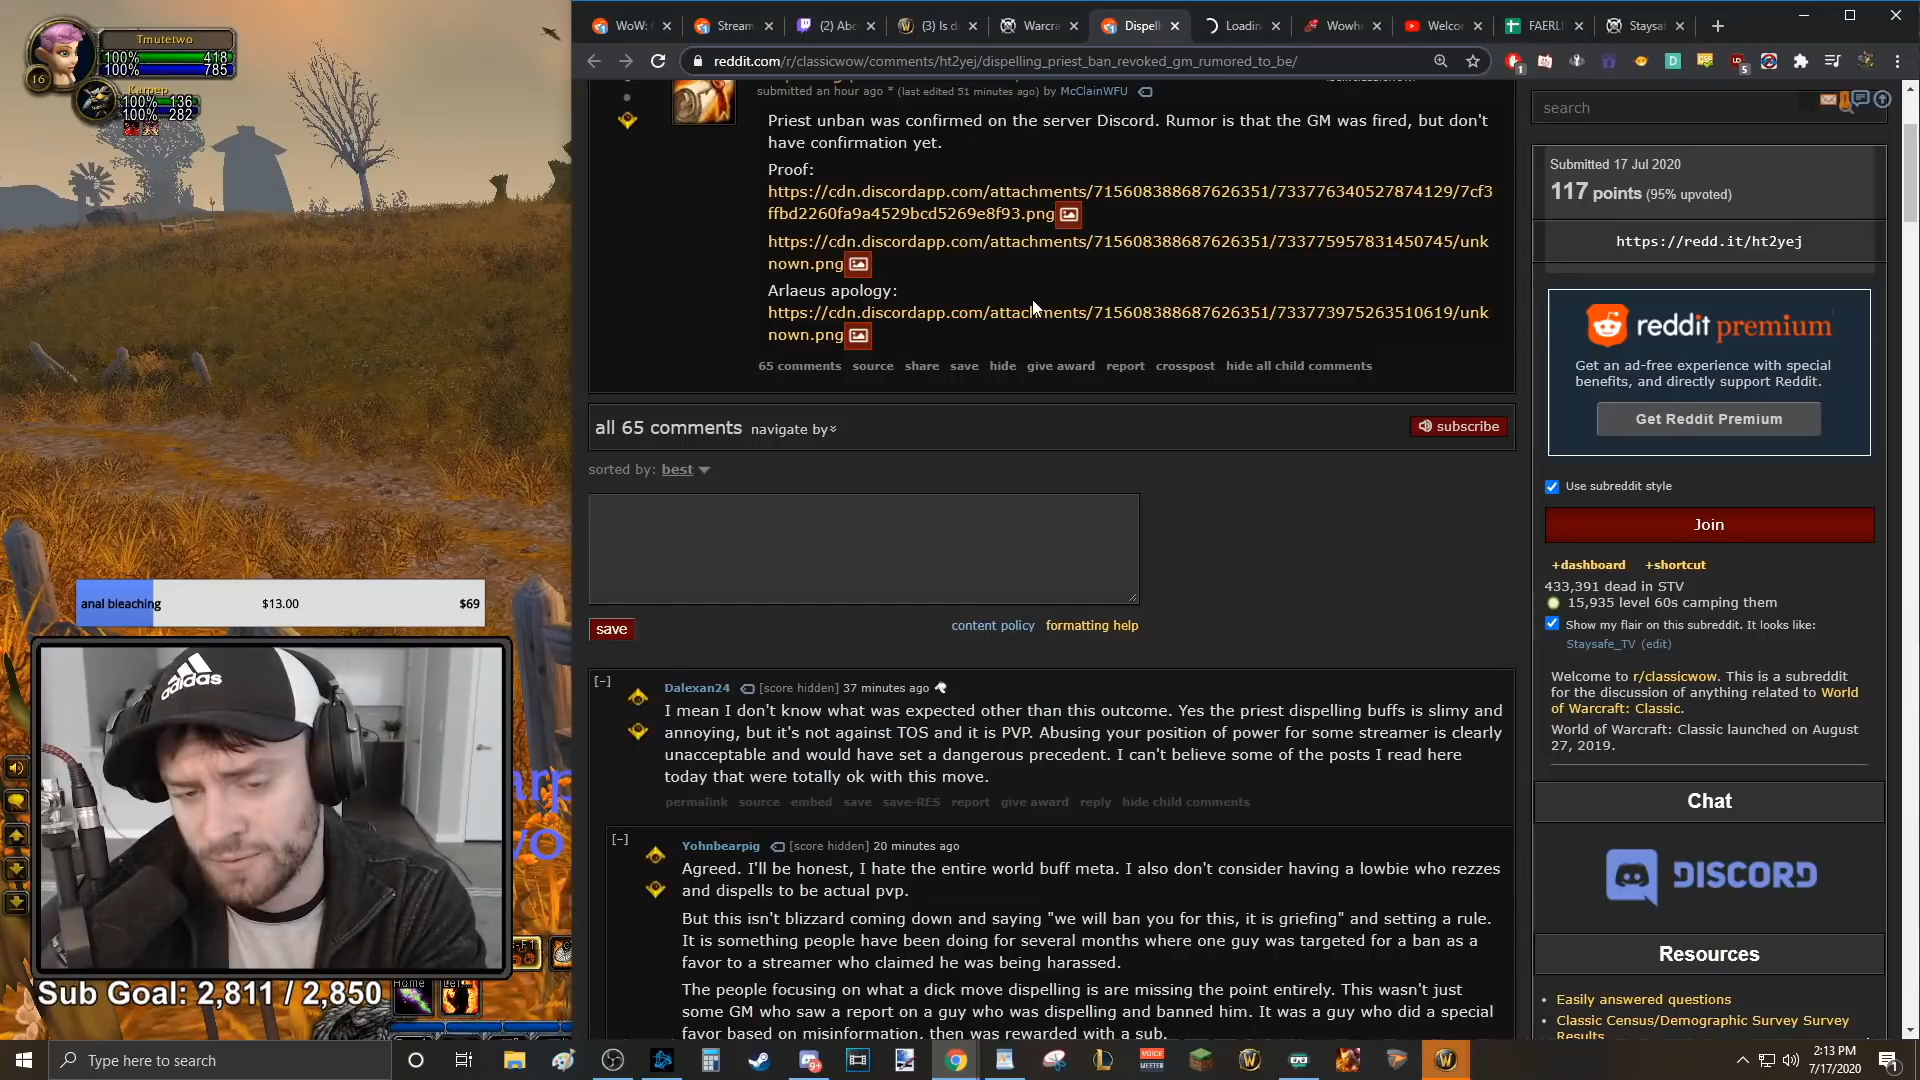 Tmutetwo
100% 418
100% 785
16
Karpep
100% 136
100% 282
WoW:
Stream
(2) Abc
(3) Is d
Warcra
Dispell
Loadin
Wowh
Welco
FAERL
Staysa
reddit.com/r/classicwow/comments/ht2yej/dispelling_priest_ban_revoked_gm_rumored_to_be/
submitted an hour ago * (last edited 51 minutes ago) by McClainWFU
Priest unban was confirmed on the server Discord. Rumor is that the GM was fired, but don't
have confirmation yet.
Proof:
https://cdn.discordapp.com/attachments/715608388687626351/733776340527874129/7cf3
ffbd2260fa9a4529bcd5269e8f93.png
https://cdn.discordapp.com/attachments/715608388687626351/733775957831450745/unk
nown.png
Arlaeus apology:
https://cdn.discordapp.com/attachments/715608388687626351/733773975263510619/unk
nown.png
65 comments source share save hide give award report crosspost hide all child comments
all 65 comments navigate by
subscribe
sorted by: best
save
content policy formatting help
[-] Dalexan24 [score hidden] 37 minutes ago
I mean I don't know what was expected other than this outcome. Yes the priest dispelling buffs is slimy and
annoying, but it's not against TOS and it is PVP. Abusing your position of power for some streamer is clearly
unacceptable and would have set a dangerous precedent. I can't believe some of the posts I read here
today that were totally ok with this move.
permalink source embed save save-RES report give award reply hide child comments
[-] Yohnbearpig [score hidden] 20 minutes ago
Agreed. I'll be honest, I hate the entire world buff meta. I also don't consider having a lowbie who rezzes
and dispells to be actual pvp.
But this isn't blizzard coming down and saying "we will ban you for this, it is griefing" and setting a rule.
It is something people have been doing for several months where one guy was targeted for a ban as a
favor to a streamer who claimed he was being harassed.
The people focusing on what a dick move dispelling is are missing the point entirely. This wasn't just
some GM who saw a report on a guy who was dispelling and banned him. It was a guy who did a special
favor based on misinformation, then was rewarded with a sub.
search
Submitted 17 Jul 2020
117 points (95% upvoted)
https://redd.it/ht2yej
reddit premium
Get an ad-free experience with special
benefits, and directly support Reddit.
Get Reddit Premium
Use subreddit style
Join
+dashboard +shortcut
433,391 dead in STV
15,935 level 60s camping them
Show my flair on this subreddit. It looks like:
Staysafe_TV (edit)
Welcome to r/classicwow. This is a subreddit
for the discussion of anything related to World
of Warcraft: Classic.
World of Warcraft: Classic launched on August
27, 2019.
Chat
DISCORD
Resources
Easily answered questions
Classic Census/Demographic Survey Survey
Results
anal bleaching $13.00 $69
adidas
Sub Goal: 2,811 / 2,850
Home
Type here to search
VOICE
MEETER
2:13 PM
7/17/2020